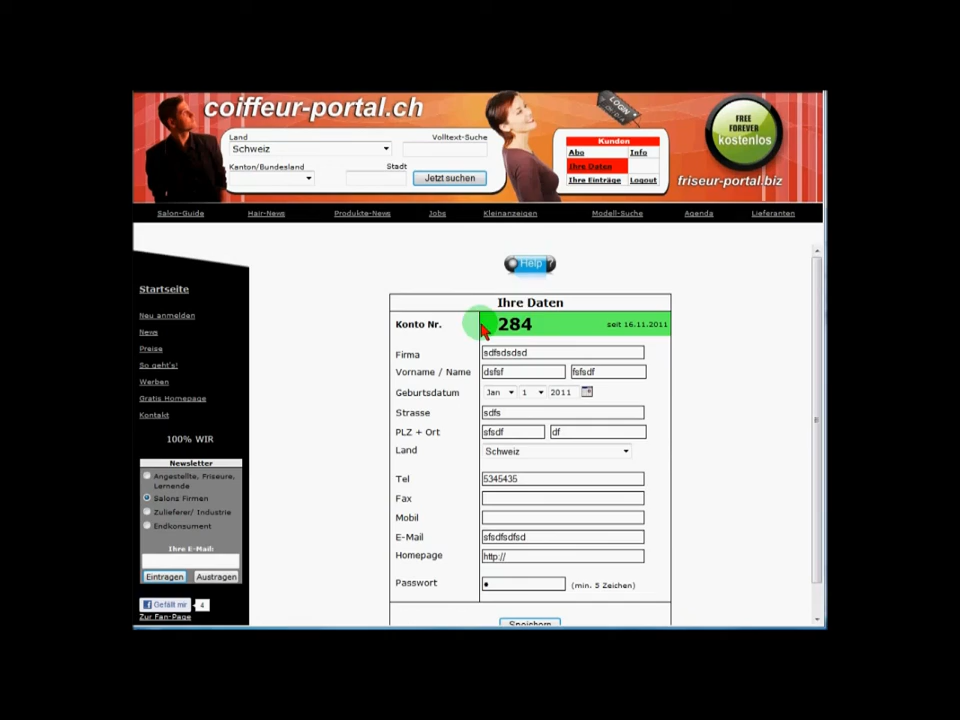 coiffeur-portal.ch
Land
Volltext-Suche
Schweiz
Kanton/Bundesland
Stadt
Jetzt suchen
LOGIN
Kunden
Abo Info
Ihre Daten
Ihre Einträge Logout
FREE
FOREVER
kostenlos
friseur-portal.biz
Salon-Guide Hair-News Produkte-News Jobs Kleinanzeigen Modell-Suche Agenda Lieferanten
Help ?
Startseite
Neu anmelden
News
Preise
So geht's!
Werben
Gratis Homepage
Kontakt
100% WIR
Newsletter
Angestellte, Friseure,
Lernende
Salons Firmen
Zulieferer/ Industrie
Endkonsument
Ihre E-Mail:
Eintragen Austragen
Gefällt mir 4
Zur Fan-Page
Ihre Daten
Konto Nr. 284 seit 16.11.2011
Firma sdfsdsdsd
Vorname / Name dsfsf fsfsdf
Geburtsdatum Jan 1 2011
Strasse sdfs
PLZ + Ort sfsdf df
Land Schweiz
Tel 5345435
Fax
Mobil
E-Mail sfsdfsdfsd
Homepage http://
Passwort (min. 5 Zeichen)
Speichern